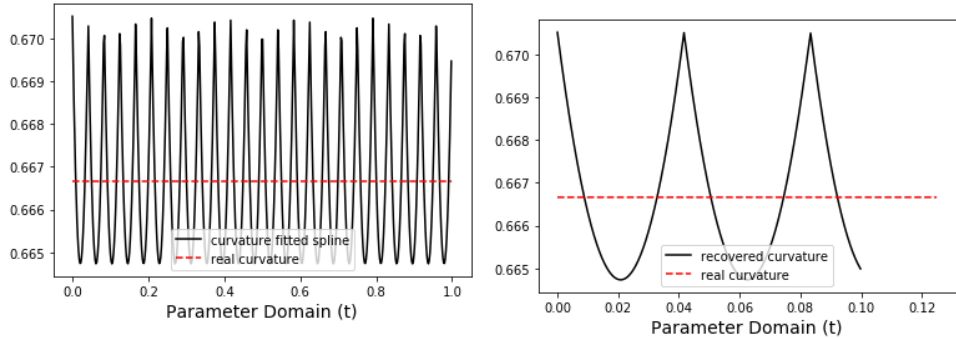 0.670
0.669
0.668
0.667
0.666
0.665
curvature fitted spline
real curvature
0.0 0.2 0.4 0.6 0.8 1.0
Parameter Domain (t)
0.670
0.669
0.668
0.667
0.666
0.665
recovered curvature
real curvature
0.00 0.02 0.04 0.06 0.08 0.10 0.12
Parameter Domain (t)